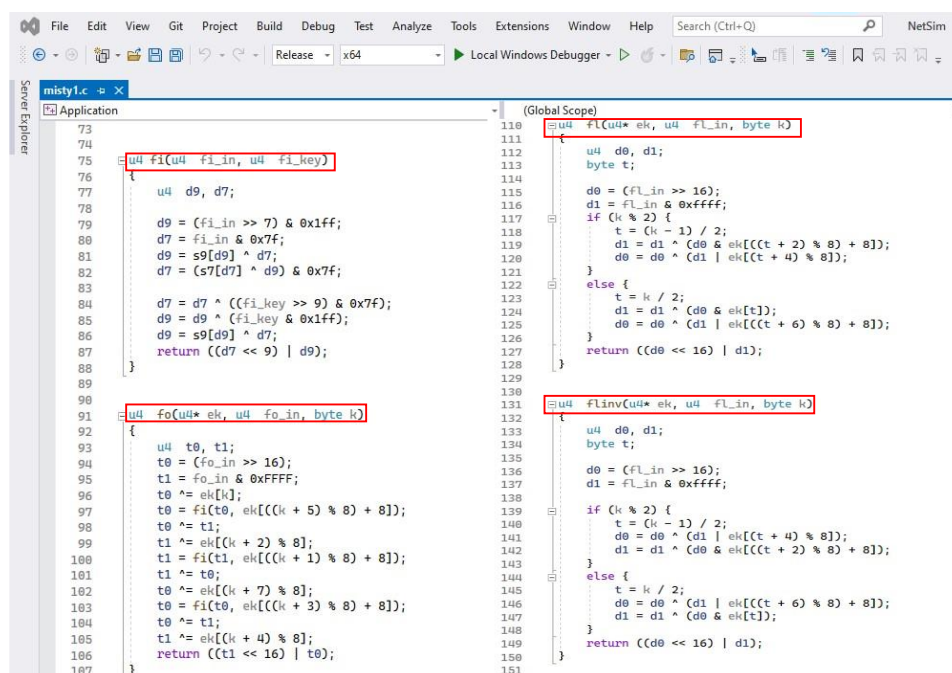 File Edit View Git Project Build Debug Test Analyze Tools Extensions Window Help Search (Ctrl+Q) NetSim
Release x64 Local Windows Debugger
Server Explorer
misty1.c
Application
73
74
75 u4 fi(u4 fi_in, u4 fi_key)
76 {
77 u4 d9, d7;
78
79 d9 = (fi_in >> 7) & 0x1ff;
80 d7 = fi_in & 0x7f;
81 d9 = s9[d9] ^ d7;
82 d7 = (s7[d7] ^ d9) & 0x7f;
83
84 d7 = d7 ^ ((fi_key >> 9) & 0x7f);
85 d9 = d9 ^ (fi_key & 0x1ff);
86 d9 = s9[d9] ^ d7;
87 return ((d7 << 9) | d9);
88 }
89
90
91 u4 fo(u4* ek, u4 fo_in, byte k)
92 {
93 u4 t0, t1;
94 t0 = (fo_in >> 16);
95 t1 = fo_in & 0xFFFF;
96 t0 ^= ek[k];
97 t0 = fi(t0, ek[((k + 5) % 8) + 8]);
98 t0 ^= t1;
99 t1 ^= ek[(k + 2) % 8];
100 t1 = fi(t1, ek[((k + 1) % 8) + 8]);
101 t1 ^= t0;
102 t0 ^= ek[(k + 7) % 8];
103 t0 = fi(t0, ek[((k + 3) % 8) + 8]);
104 t0 ^= t1;
105 t1 ^= ek[(k + 4) % 8];
106 return ((t1 << 16) | t0);
107 }
(Global Scope)
110 u4 fl(u4* ek, u4 fl_in, byte k)
111 {
112 u4 d0, d1;
113 byte t;
114
115 d0 = (fl_in >> 16);
116 d1 = fl_in & 0xffff;
117 if (k % 2) {
118 t = (k - 1) / 2;
119 d1 = d1 ^ (d0 & ek[((t + 2) % 8) + 8]);
120 d0 = d0 ^ (d1 | ek[(t + 4) % 8]);
121 }
122 else {
123 t = k / 2;
124 d1 = d1 ^ (d0 & ek[t]);
125 d0 = d0 ^ (d1 | ek[((t + 6) % 8) + 8]);
126 }
127 return ((d0 << 16) | d1);
128 }
129
130
131 u4 flinv(u4* ek, u4 fl_in, byte k)
132 {
133 u4 d0, d1;
134 byte t;
135
136 d0 = (fl_in >> 16);
137 d1 = fl_in & 0xffff;
138
139 if (k % 2) {
140 t = (k - 1) / 2;
141 d0 = d0 ^ (d1 | ek[(t + 4) % 8]);
142 d1 = d1 ^ (d0 & ek[((t + 2) % 8) + 8]);
143 }
144 else {
145 t = k / 2;
146 d0 = d0 ^ (d1 | ek[((t + 6) % 8) + 8]);
147 d1 = d1 ^ (d0 & ek[t]);
148 }
149 return ((d0 << 16) | d1);
150 }
151